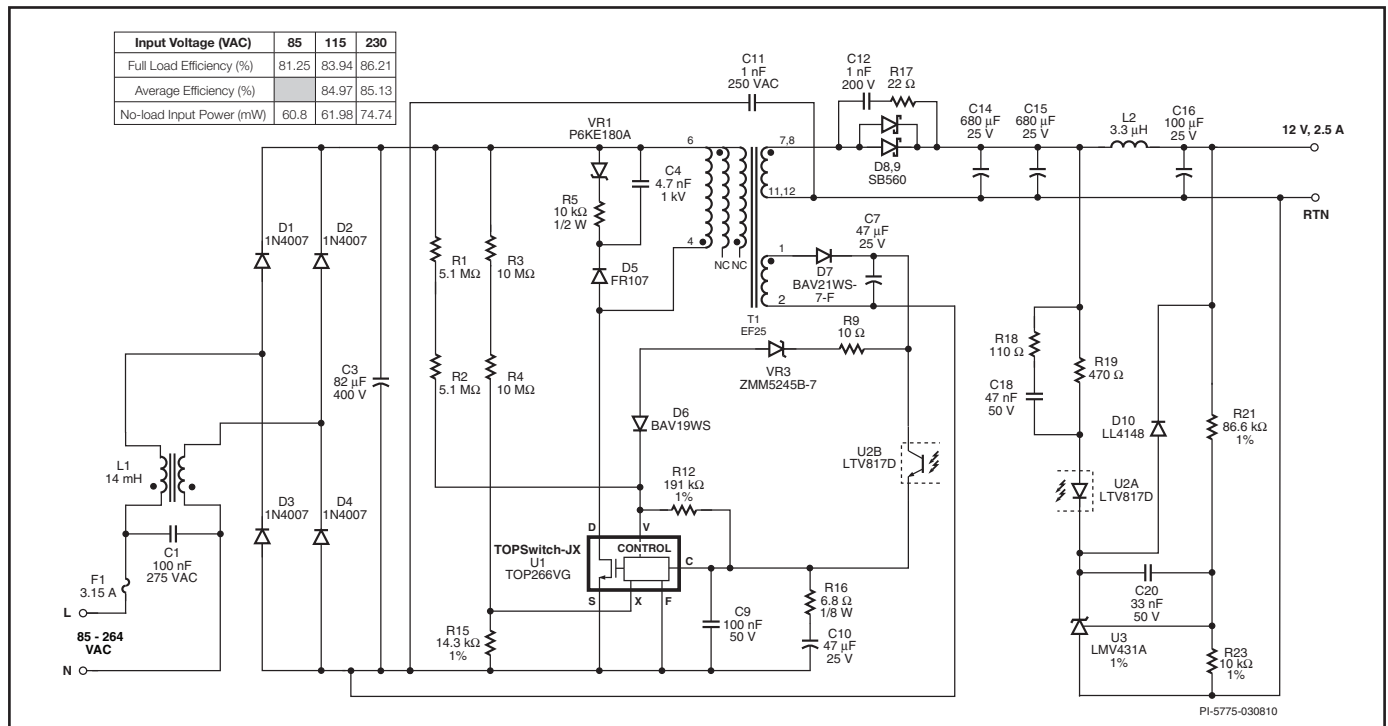 Input Voltage (VAC) 85 115 230
Full Load Efficiency (%) 81.25 83.94 86.21
Average Efficiency (%) 84.97 85.13
No-load Input Power (mW) 60.8 61.98 74.74
C11
1 nF
250 VAC
C12
1 nF
200 V
R17
22 Ω
D8,9
SB560
C14
680 µF
25 V
C15
680 µF
25 V
L2
3.3 µH
C16
100 µF
25 V
12 V, 2.5 A
RTN
VR1
P6KE180A
C4
4.7 nF
1 kV
R5
10 kΩ
1/2 W
D5
FR107
6
4
NC NC
7,8
11,12
1
2
T1
EF25
C7
47 µF
25 V
D7
BAV21WS-
7-F
R9
10 Ω
VR3
ZMM5245B-7
D1
1N4007
D2
1N4007
D3
1N4007
D4
1N4007
C3
82 µF
400 V
R1
5.1 MΩ
R3
10 MΩ
R2
5.1 MΩ
R4
10 MΩ
D6
BAV19WS
R12
191 kΩ
1%
U2B
LTV817D
R18
110 Ω
C18
47 nF
50 V
R19
470 Ω
D10
LL4148
R21
86.6 kΩ
1%
U2A
LTV817D
L1
14 mH
C1
100 nF
275 VAC
F1
3.15 A
L
85 - 264
VAC
N
TOPSwitch-JX
U1
TOP266VG
D
V
CONTROL
C
S
X
F
R15
14.3 kΩ
1%
C9
100 nF
50 V
R16
6.8 Ω
1/8 W
C10
47 µF
25 V
C20
33 nF
50 V
U3
LMV431A
1%
R23
10 kΩ
1%
PI-5775-030810